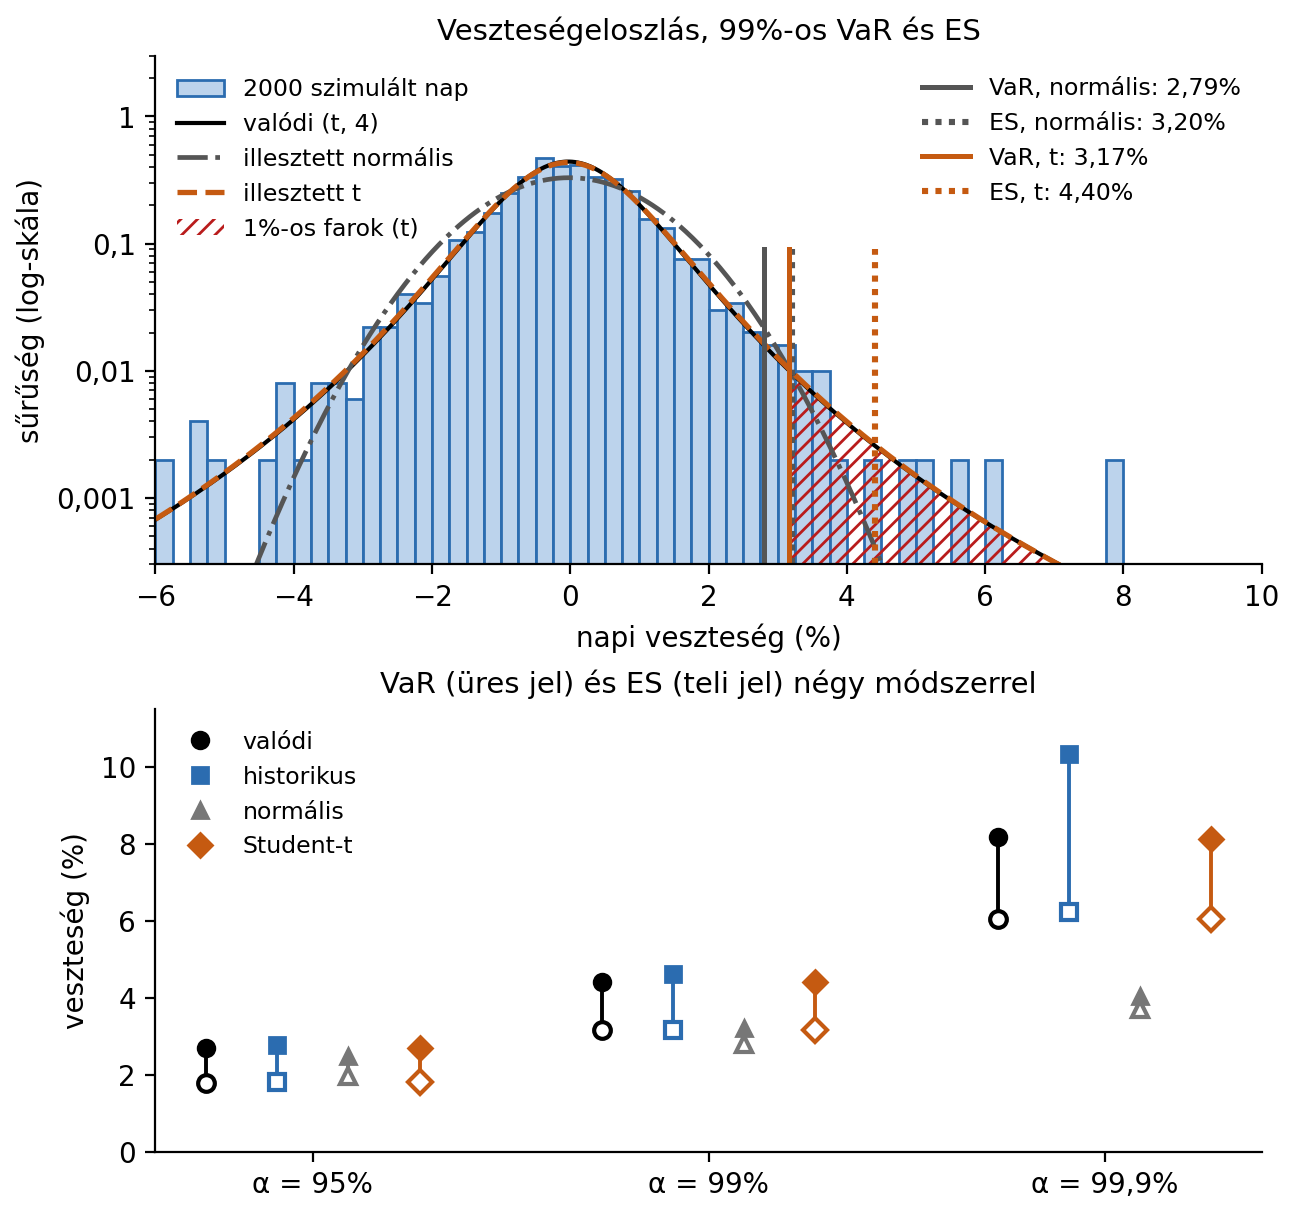 Veszteségeloszlás, 99%-os VaR és ES
2000 szimulált nap
valódi (t, 4)
illesztett normális
illesztett t
1%-os farok (t)
VaR, normális: 2,79%
ES, normális: 3,20%
VaR, t: 3,17%
ES, t: 4,40%
sűrűség (log-skála)
1
0,1
0,01
0,001
−6 −4 −2 0 2 4 6 8 10
napi veszteség (%)
VaR (üres jel) és ES (teli jel) négy módszerrel
valódi
historikus
normális
Student-t
veszteség (%)
10
8
6
4
2
0
α = 95% α = 99% α = 99,9%